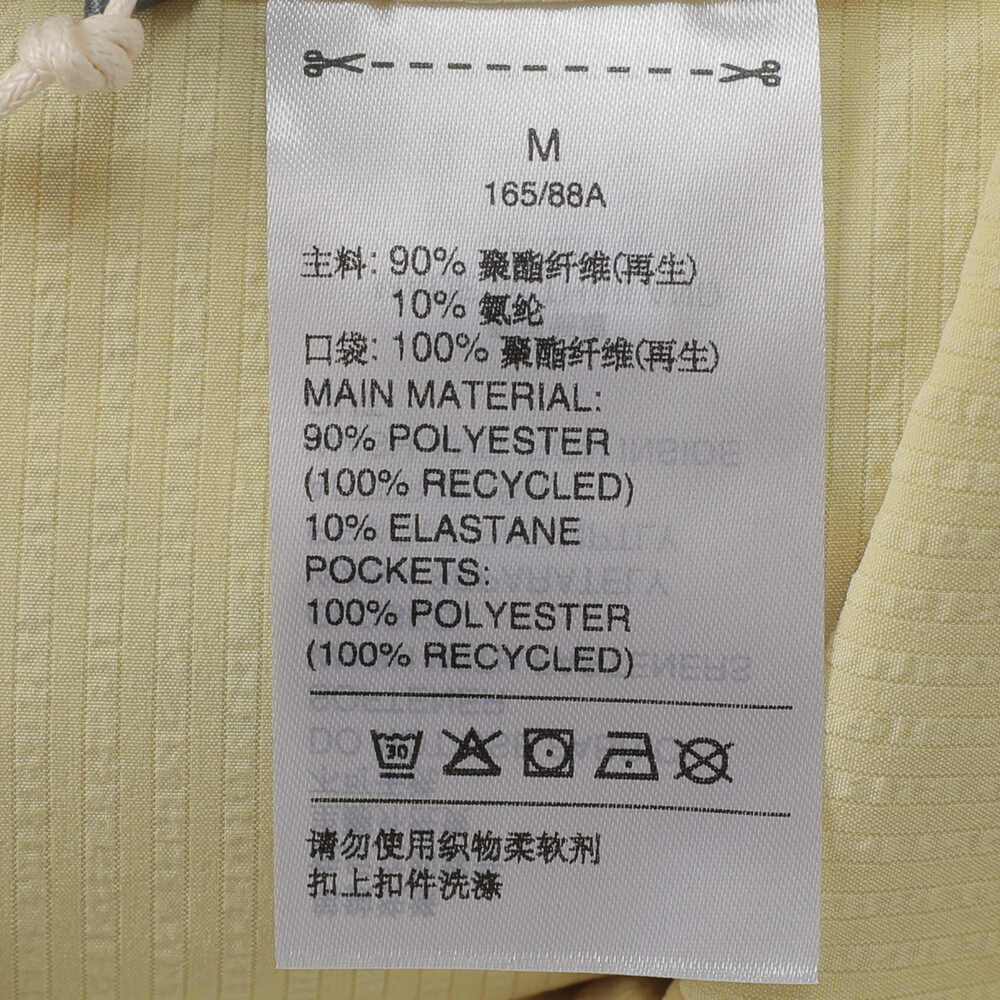 M
165/88A
主料: 90% 聚酯纤维(再生)
10% 氨纶
口袋: 100% 聚酯纤维(再生)
MAIN MATERIAL:
90% POLYESTER
(100% RECYCLED)
10% ELASTANE
POCKETS:
100% POLYESTER
(100% RECYCLED)
30
请勿使用织物柔软剂
扣上扣件洗涤